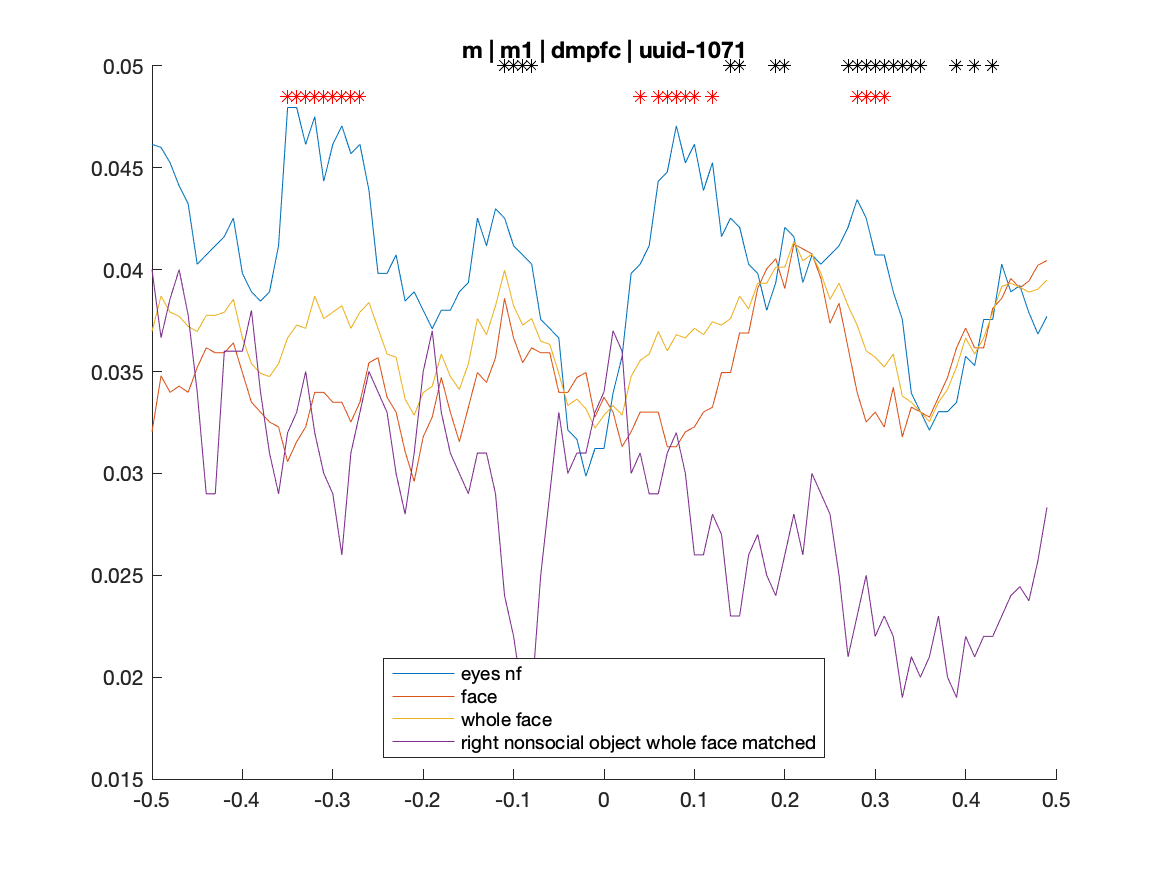 m | m1 | dmpfc | uuid-1071
0.05
0.045
0.04
0.035
0.03
0.025
0.02
0.015
eyes nf
face
whole face
right nonsocial object whole face matched
-0.5 -0.4 -0.3 -0.2 -0.1 0 0.1 0.2 0.3 0.4 0.5